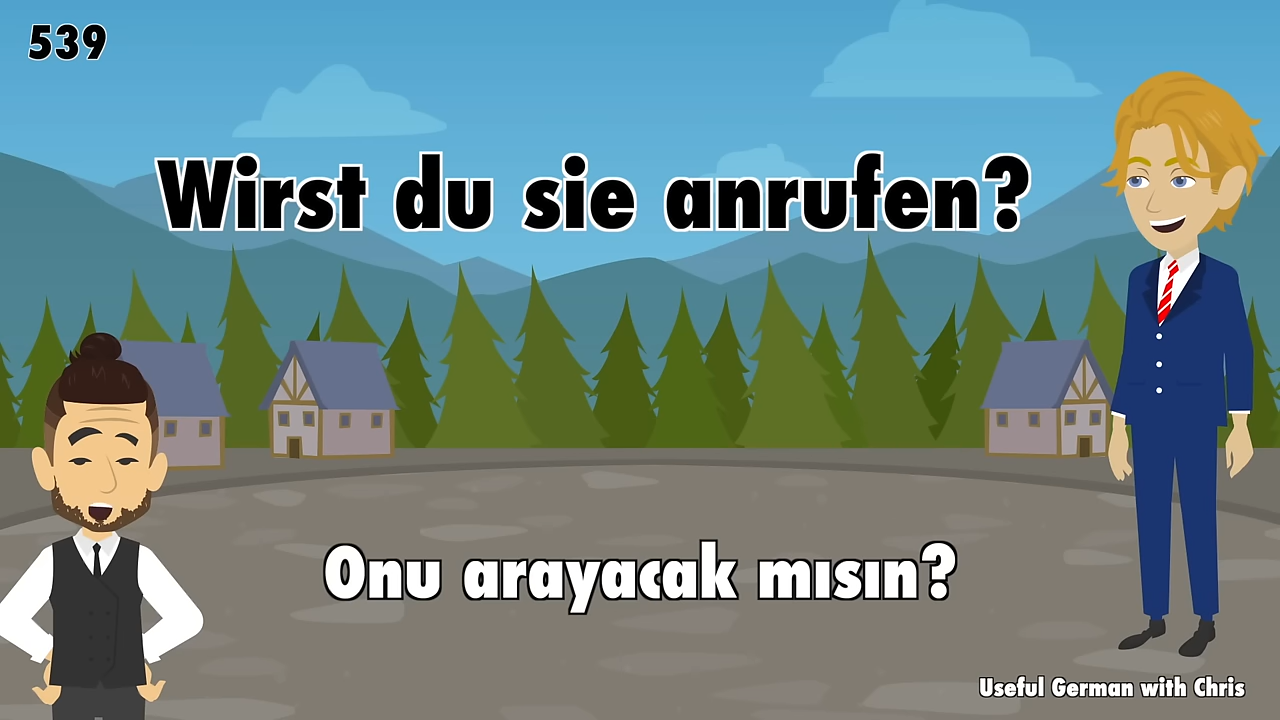 539
Wirst du sie anrufen?
Onu arayacak mısın?
Useful German with Chris